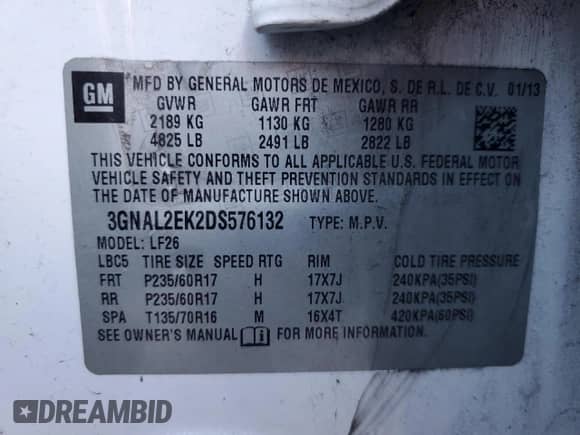 GM
MFD BY GENERAL MOTORS DE MEXICO, S. DE R.L. DE C.V. 01/13
GVWR GAWR FRT GAWR RR
2189 KG 1130 KG 1280 KG
4825 LB 2491 LB 2822 LB
THIS VEHICLE CONFORMS TO ALL APPLICABLE U.S. FEDERAL MOTOR
VEHICLE SAFETY AND THEFT PREVENTION STANDARDS IN EFFECT ON
THE DATE OF MANUFACTURE SHOWN ABOVE.
3GNAL2EK2DS576132 TYPE: M.P.V.
MODEL: LF26
LBC5 TIRE SIZE SPEED RTG RIM
FRT P235/60R17 H 17X7J 240KPA(35PSI)
RR P235/60R17 H 17X7J 240KPA(35PSI)
SPA T135/70R16 M 16X4T 420KPA(60PSI)
SEE OWNER'S MANUAL FOR MORE INFORMATION.
DREAMBID